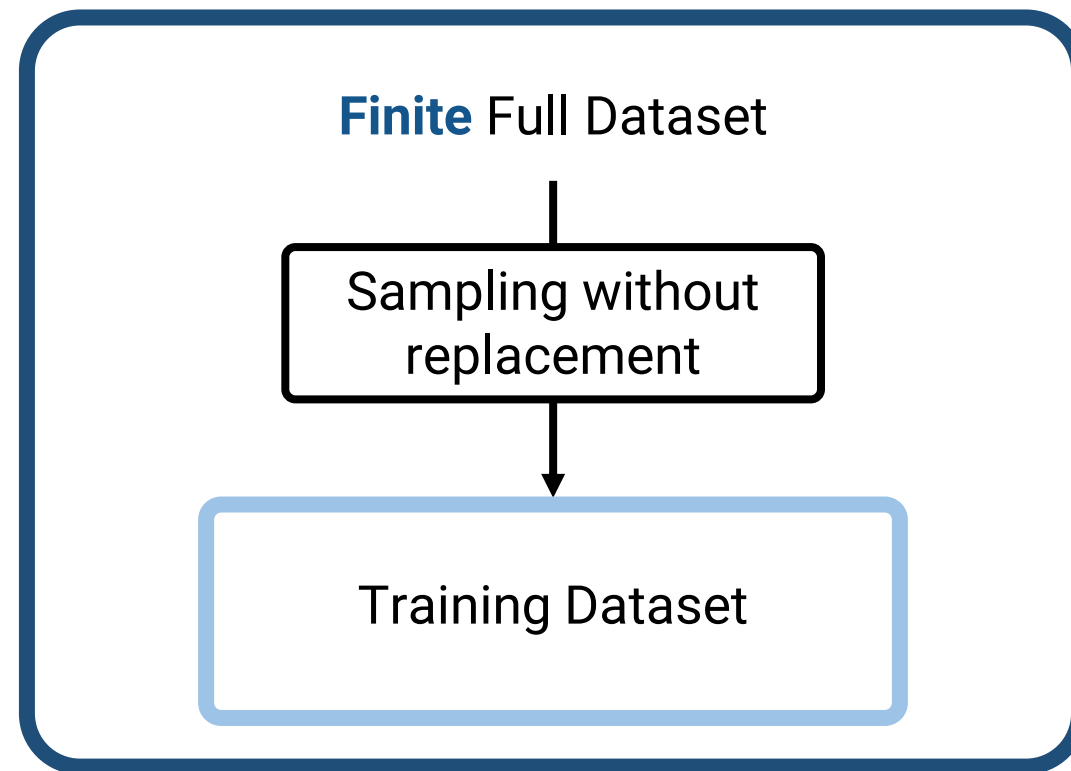 Finite Full Dataset
Sampling without
replacement
Training Dataset